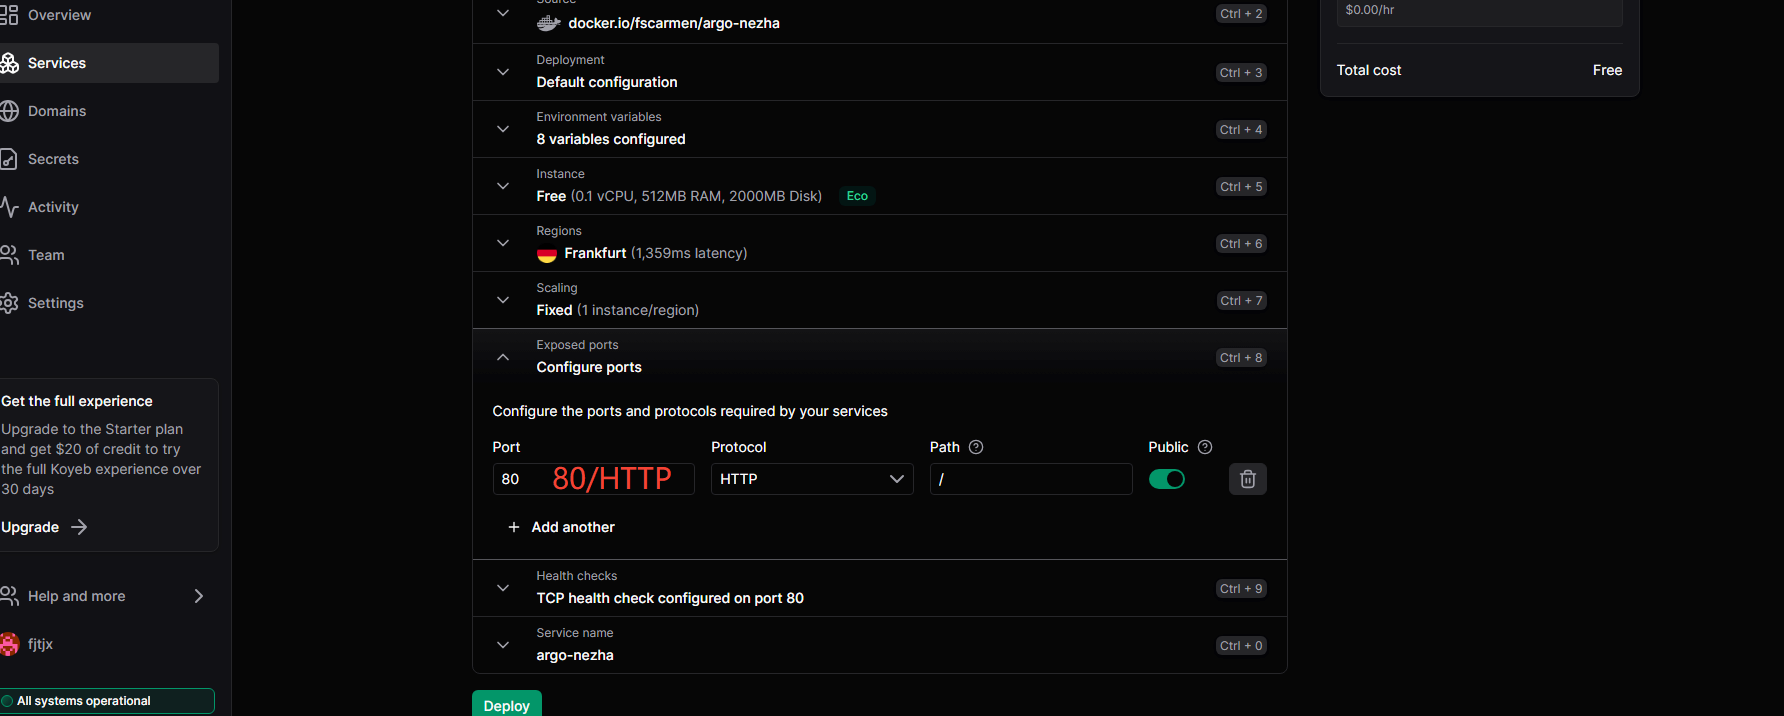 Overview
Services
Domains
Secrets
Activity
Team
Settings
Get the full experience
Upgrade to the Starter plan
and get $20 of credit to try
the full Koyeb experience over
30 days
Upgrade
Help and more
fjtjx
All systems operational
Source
docker.io/fscarmen/argo-nezha
Ctrl + 2
Deployment
Default configuration
Ctrl + 3
Environment variables
8 variables configured
Ctrl + 4
Instance
Free (0.1 vCPU, 512MB RAM, 2000MB Disk) Eco
Ctrl + 5
Regions
Frankfurt (1,359ms latency)
Ctrl + 6
Scaling
Fixed (1 instance/region)
Ctrl + 7
Exposed ports
Configure ports
Ctrl + 8
Configure the ports and protocols required by your services
Port Protocol Path Public
80 80/HTTP HTTP /
+ Add another
Health checks
TCP health check configured on port 80
Ctrl + 9
Service name
argo-nezha
Ctrl + 0
Deploy
$0.00/hr
Total cost Free